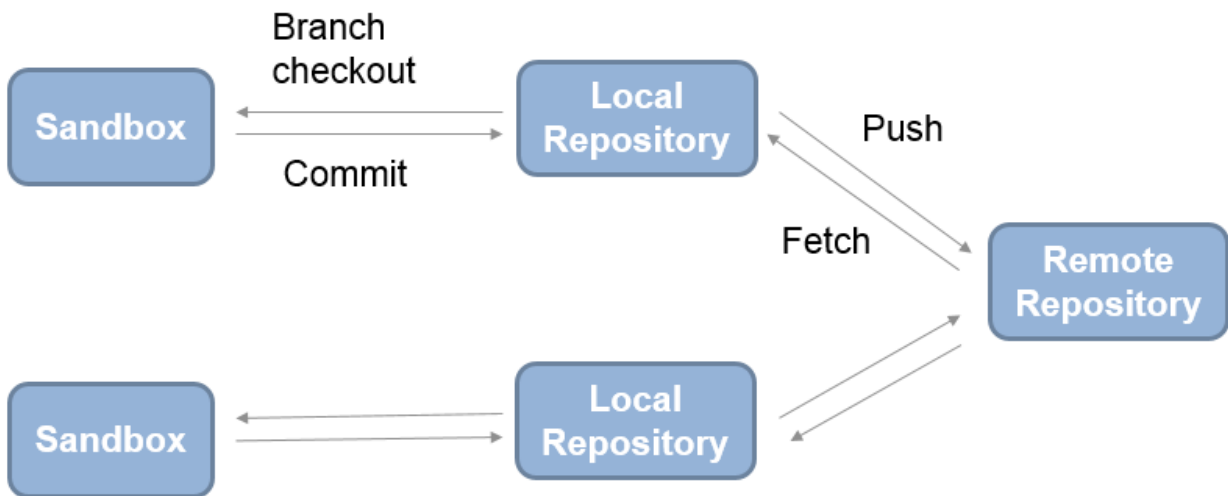 Branch
checkout
Sandbox
Local
Repository
Commit
Push
Fetch
Remote
Repository
Sandbox
Local
Repository